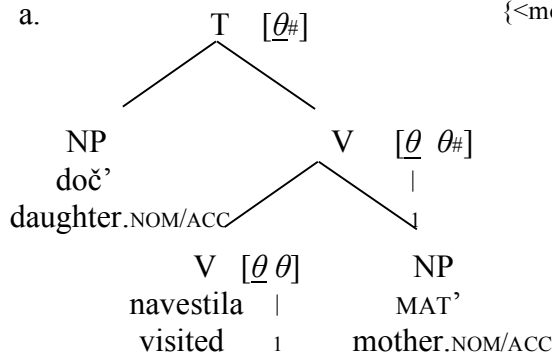 a. T [θ#] {<mo
NP V [θ θ#]
doč’ |
daughter.NOM/ACC 1
V [θ θ] NP
navestila | MAT’
visited 1 mother.NOM/ACC